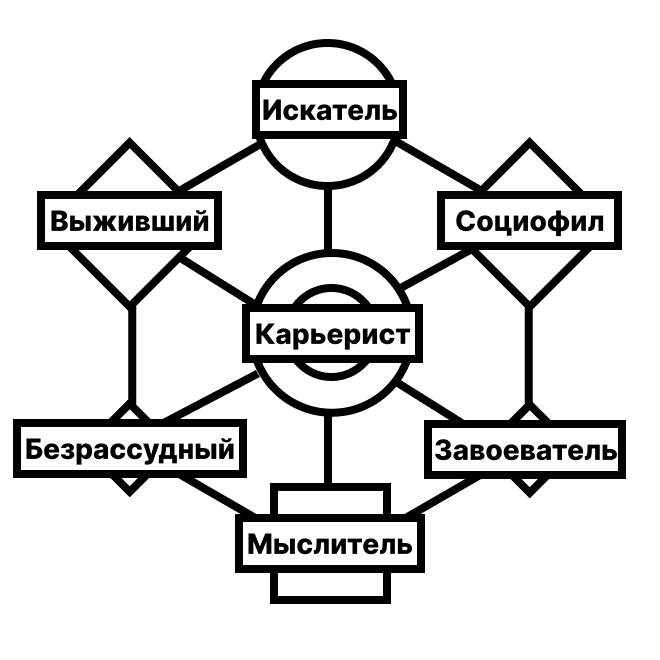 Искатель
Выживший
Социофил
Карьерист
Безрассудный
Завоеватель
Мыслитель